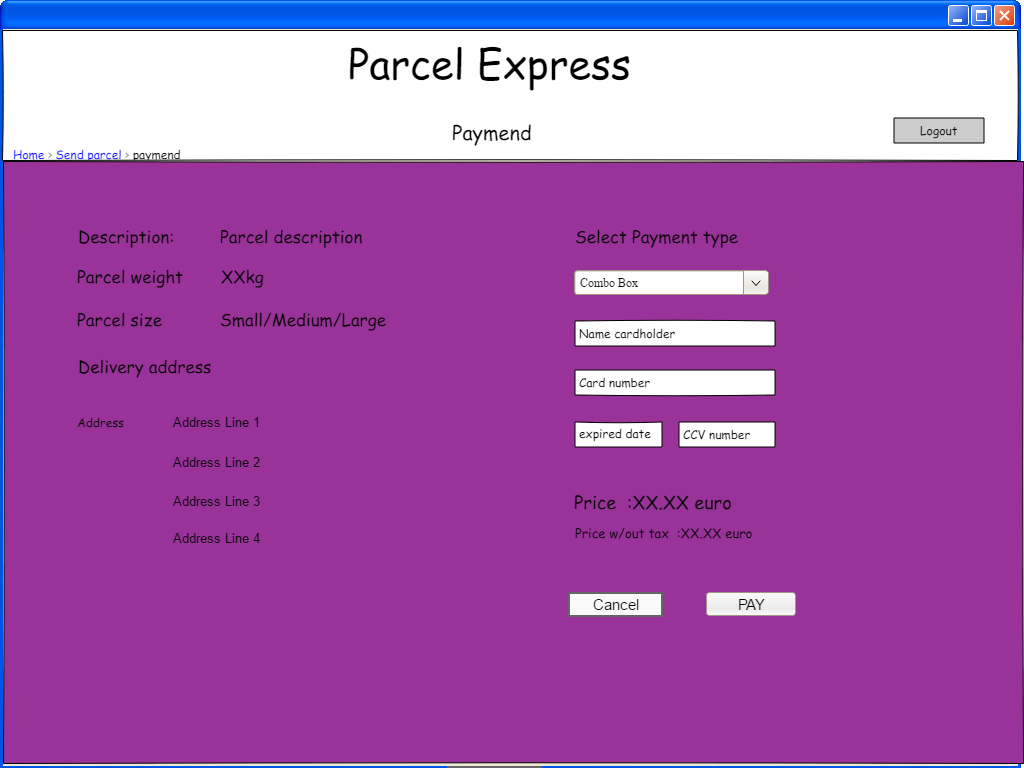 Parcel Express
Paymend
Logout
Home > Send parcel > paymend
Description: Parcel description
Parcel weight XXkg
Parcel size Small/Medium/Large
Delivery address
Address Address Line 1
Address Line 2
Address Line 3
Address Line 4
Select Payment type
Combo Box
Name cardholder
Card number
expired date CCV number
Price :XX.XX euro
Price w/out tax :XX.XX euro
Cancel PAY